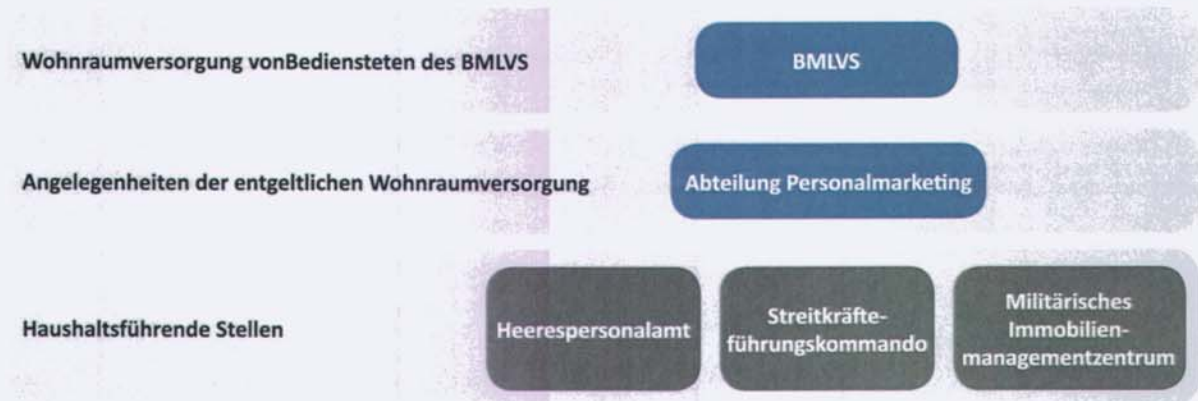 Wohnraumversorgung vonBediensteten des BMLVS
BMLVS
Angelegenheiten der entgeltlichen Wohnraumversorgung
Abteilung Personalmarketing
Haushaltsführende Stellen
Heerespersonalamt
Streitkräfte-
führungskommando
Militärisches
Immobilien-
managementzentrum